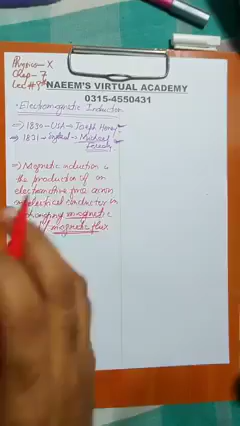 Physics-X
Chap-7
Lec#8th
NAEEM'S VIRTUAL ACADEMY
0315-4550431
Electromagnetic Induction
=> 1830-USA->Joseph Henry
=> 1831-England->Michael
Faraday
=> Magnetic induction is
the production of an
electromotive force across
an electrical conductor in
changing magnetic
magnetic flux